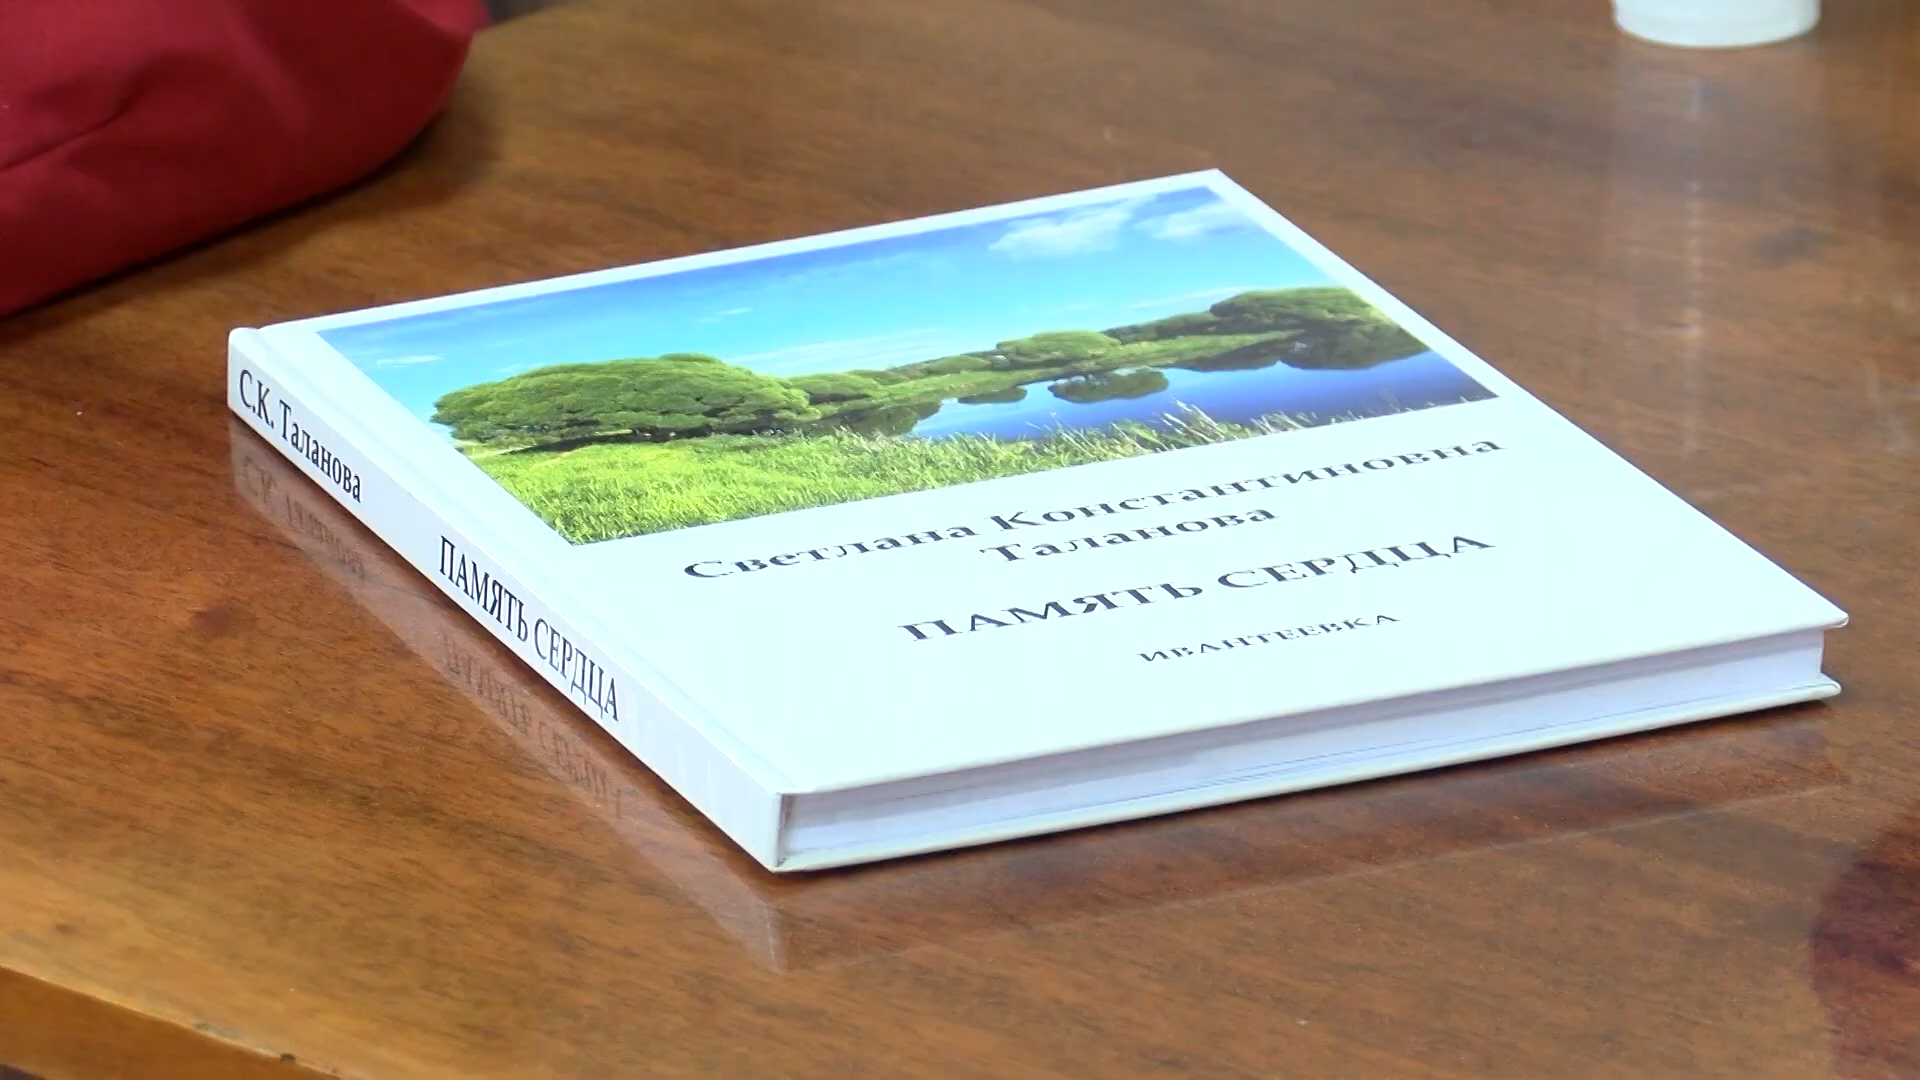 С.К. Таланова
ПАМЯТЬ СЕРДЦА
Светлана Константиновна
Таланова
ПАМЯТЬ СЕРДЦА
ИВАНТЕЕВКА